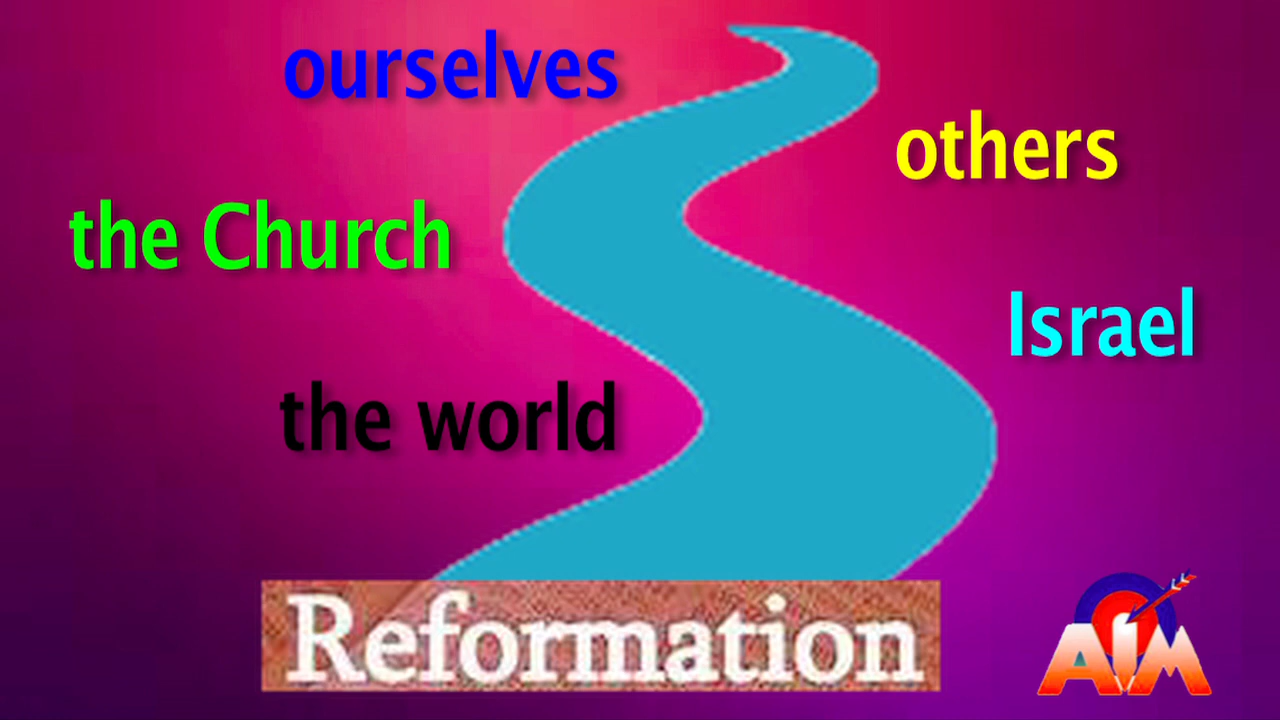 ourselves
others
the Church
Israel
the world
Reformation
AIM